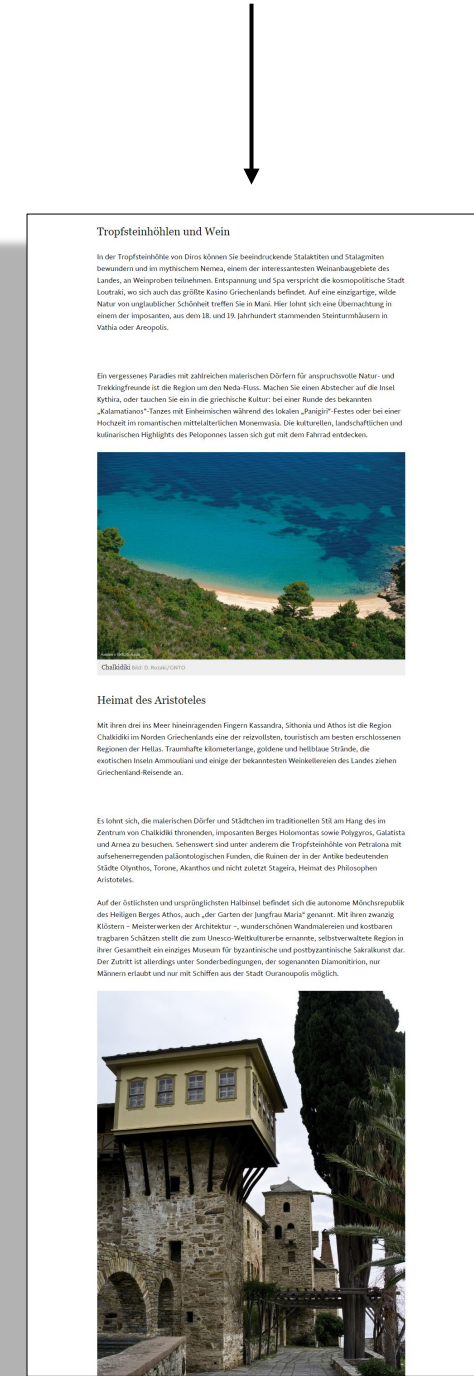 Tropfsteinhöhlen und Wein
In der Tropfsteinhöhle von Diros können Sie beeindruckende Stalaktiten und Stalagmiten
bewundern und im mythischem Nemea, einem der interessantesten Weinanbaugebiete des
Landes, an Weinproben teilnehmen. Entspannung und Spa verspricht die kosmopolitische Stadt
Loutraki, wo sich auch das größte Kasino Griechenlands befindet. Auf eine einzigartige, wilde
Natur von unglaublicher Schönheit treffen Sie in Mani. Hier lohnt sich eine Übernachtung in
einem der imposanten, aus dem 18. und 19. Jahrhundert stammenden Steinturmhäusern in
Vathia oder Areopolis.
Ein vergessenes Paradies mit zahlreichen malerischen Dörfern für anspruchsvolle Natur- und
Trekkingfreunde ist die Region um den Neda-Fluss. Machen Sie einen Abstecher auf die Insel
Kythira, oder tauchen Sie ein in die griechische Kultur: bei einer Runde des bekannten
„Kalamatianos“-Tanzes mit Einheimischen während des lokalen „Panigiri“-Festes oder bei einer
Hochzeit im romantischen mittelalterlichen Monemvasia. Die kulturellen, landschaftlichen und
kulinarischen Highlights des Peloponnes lassen sich gut mit dem Fahrrad entdecken.
Chalkidiki Bild: D. Rozaki/GNTO
Heimat des Aristoteles
Mit ihren drei ins Meer hineinragenden Fingern Kassandra, Sithonia und Athos ist die Region
Chalkidiki im Norden Griechenlands eine der reizvollsten, touristisch am besten erschlossenen
Regionen der Hellas. Traumhafte kilometerlange, goldene und hellblaue Strände, die
exotischen Inseln Ammouliani und einige der bekanntesten Weinkellereien des Landes ziehen
Griechenland-Reisende an.
Es lohnt sich, die malerischen Dörfer und Städtchen im traditionellen Stil am Hang des im
Zentrum von Chalkidiki thronenden, imposanten Berges Holomontas sowie Polygyros, Galatista
und Arnea zu besuchen. Sehenswert sind unter anderem die Tropfsteinhöhle von Petralona mit
aufsehenerregenden paläontologischen Funden, die Ruinen der in der Antike bedeutenden
Städte Olynthos, Torone, Akanthos und nicht zuletzt Stageira, Heimat des Philosophen
Aristoteles.
Auf der östlichsten und ursprünglichsten Halbinsel befindet sich die autonome Mönchsrepublik
des Heiligen Berges Athos, auch „der Garten der Jungfrau Maria“ genannt. Mit ihren zwanzig
Klöstern – Meisterwerken der Architektur –, wunderschönen Wandmalereien und kostbaren
tragbaren Schätzen stellt die zum Unesco-Weltkulturerbe ernannte, selbstverwaltete Region in
ihrer Gesamtheit ein einziges Museum für byzantinische und postbyzantinische Sakralkunst dar.
Der Zutritt ist allerdings unter Sonderbedingungen, der sogenannten Diamonitirion, nur
Männern erlaubt und nur mit Schiffen aus der Stadt Ouranoupolis möglich.